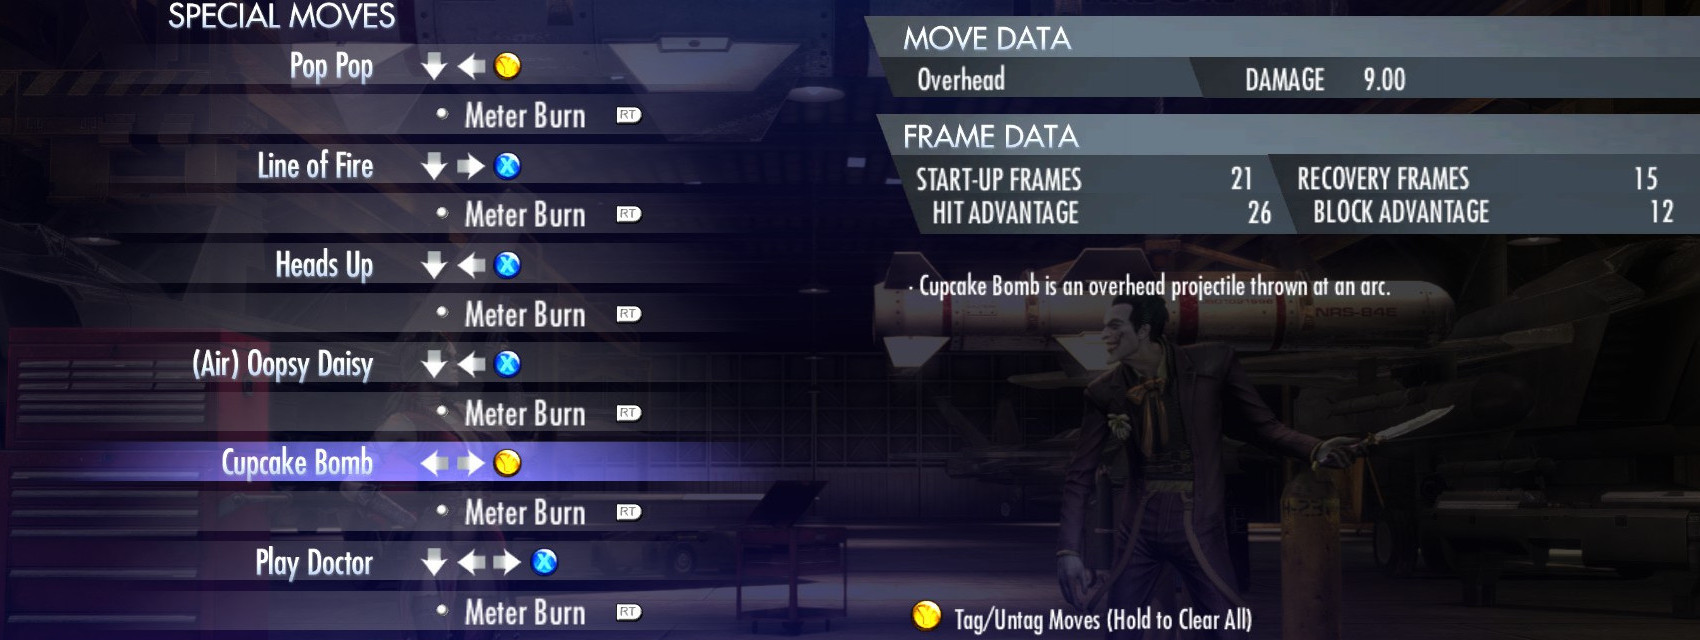 SPECIAL MOVES
Pop Pop Y
Meter Burn RT
Line of Fire X
Meter Burn RT
Heads Up X
Meter Burn RT
(Air) Oopsy Daisy X
Meter Burn RT
Cupcake Bomb Y
Meter Burn RT
Play Doctor X
Meter Burn RT
MOVE DATA
Overhead DAMAGE 9.00
FRAME DATA
START-UP FRAMES 21 RECOVERY FRAMES 15
HIT ADVANTAGE 26 BLOCK ADVANTAGE 12
· Cupcake Bomb is an overhead projectile thrown at an arc.
NRS-84E
Y Tag/Untag Moves (Hold to Clear All)